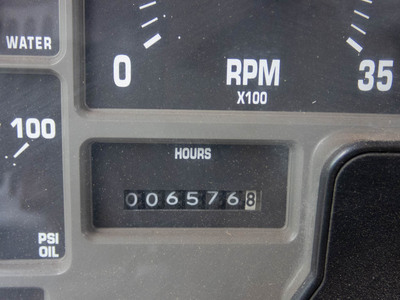 WATER
0
RPM
X100
35
100
HOURS
0065768
PSI
OIL